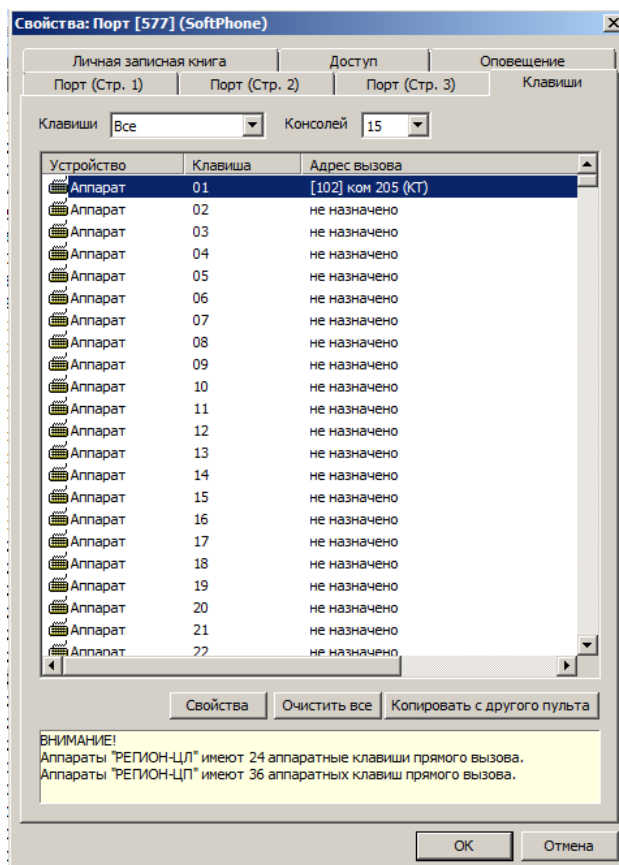 Свойства: Порт [577] (SoftPhone)
Личная записная книга Доступ Оповещение
Порт (Стр. 1) Порт (Стр. 2) Порт (Стр. 3) Клавиши
Клавиши Все Консолей 15
Устройство Клавиша Адрес вызова
Аппарат 01 [102] ком 205 (КТ)
Аппарат 02 не назначено
Аппарат 03 не назначено
Аппарат 04 не назначено
Аппарат 05 не назначено
Аппарат 06 не назначено
Аппарат 07 не назначено
Аппарат 08 не назначено
Аппарат 09 не назначено
Аппарат 10 не назначено
Аппарат 11 не назначено
Аппарат 12 не назначено
Аппарат 13 не назначено
Аппарат 14 не назначено
Аппарат 15 не назначено
Аппарат 16 не назначено
Аппарат 17 не назначено
Аппарат 18 не назначено
Аппарат 19 не назначено
Аппарат 20 не назначено
Аппарат 21 не назначено
Аппарат 22 не назначено
Свойства Очистить все Копировать с другого пульта
ВНИМАНИЕ!
Аппараты "РЕГИОН-ЦЛ" имеют 24 аппаратные клавиши прямого вызова.
Аппараты "РЕГИОН-ЦП" имеют 36 аппаратных клавиш прямого вызова.
OK Отмена